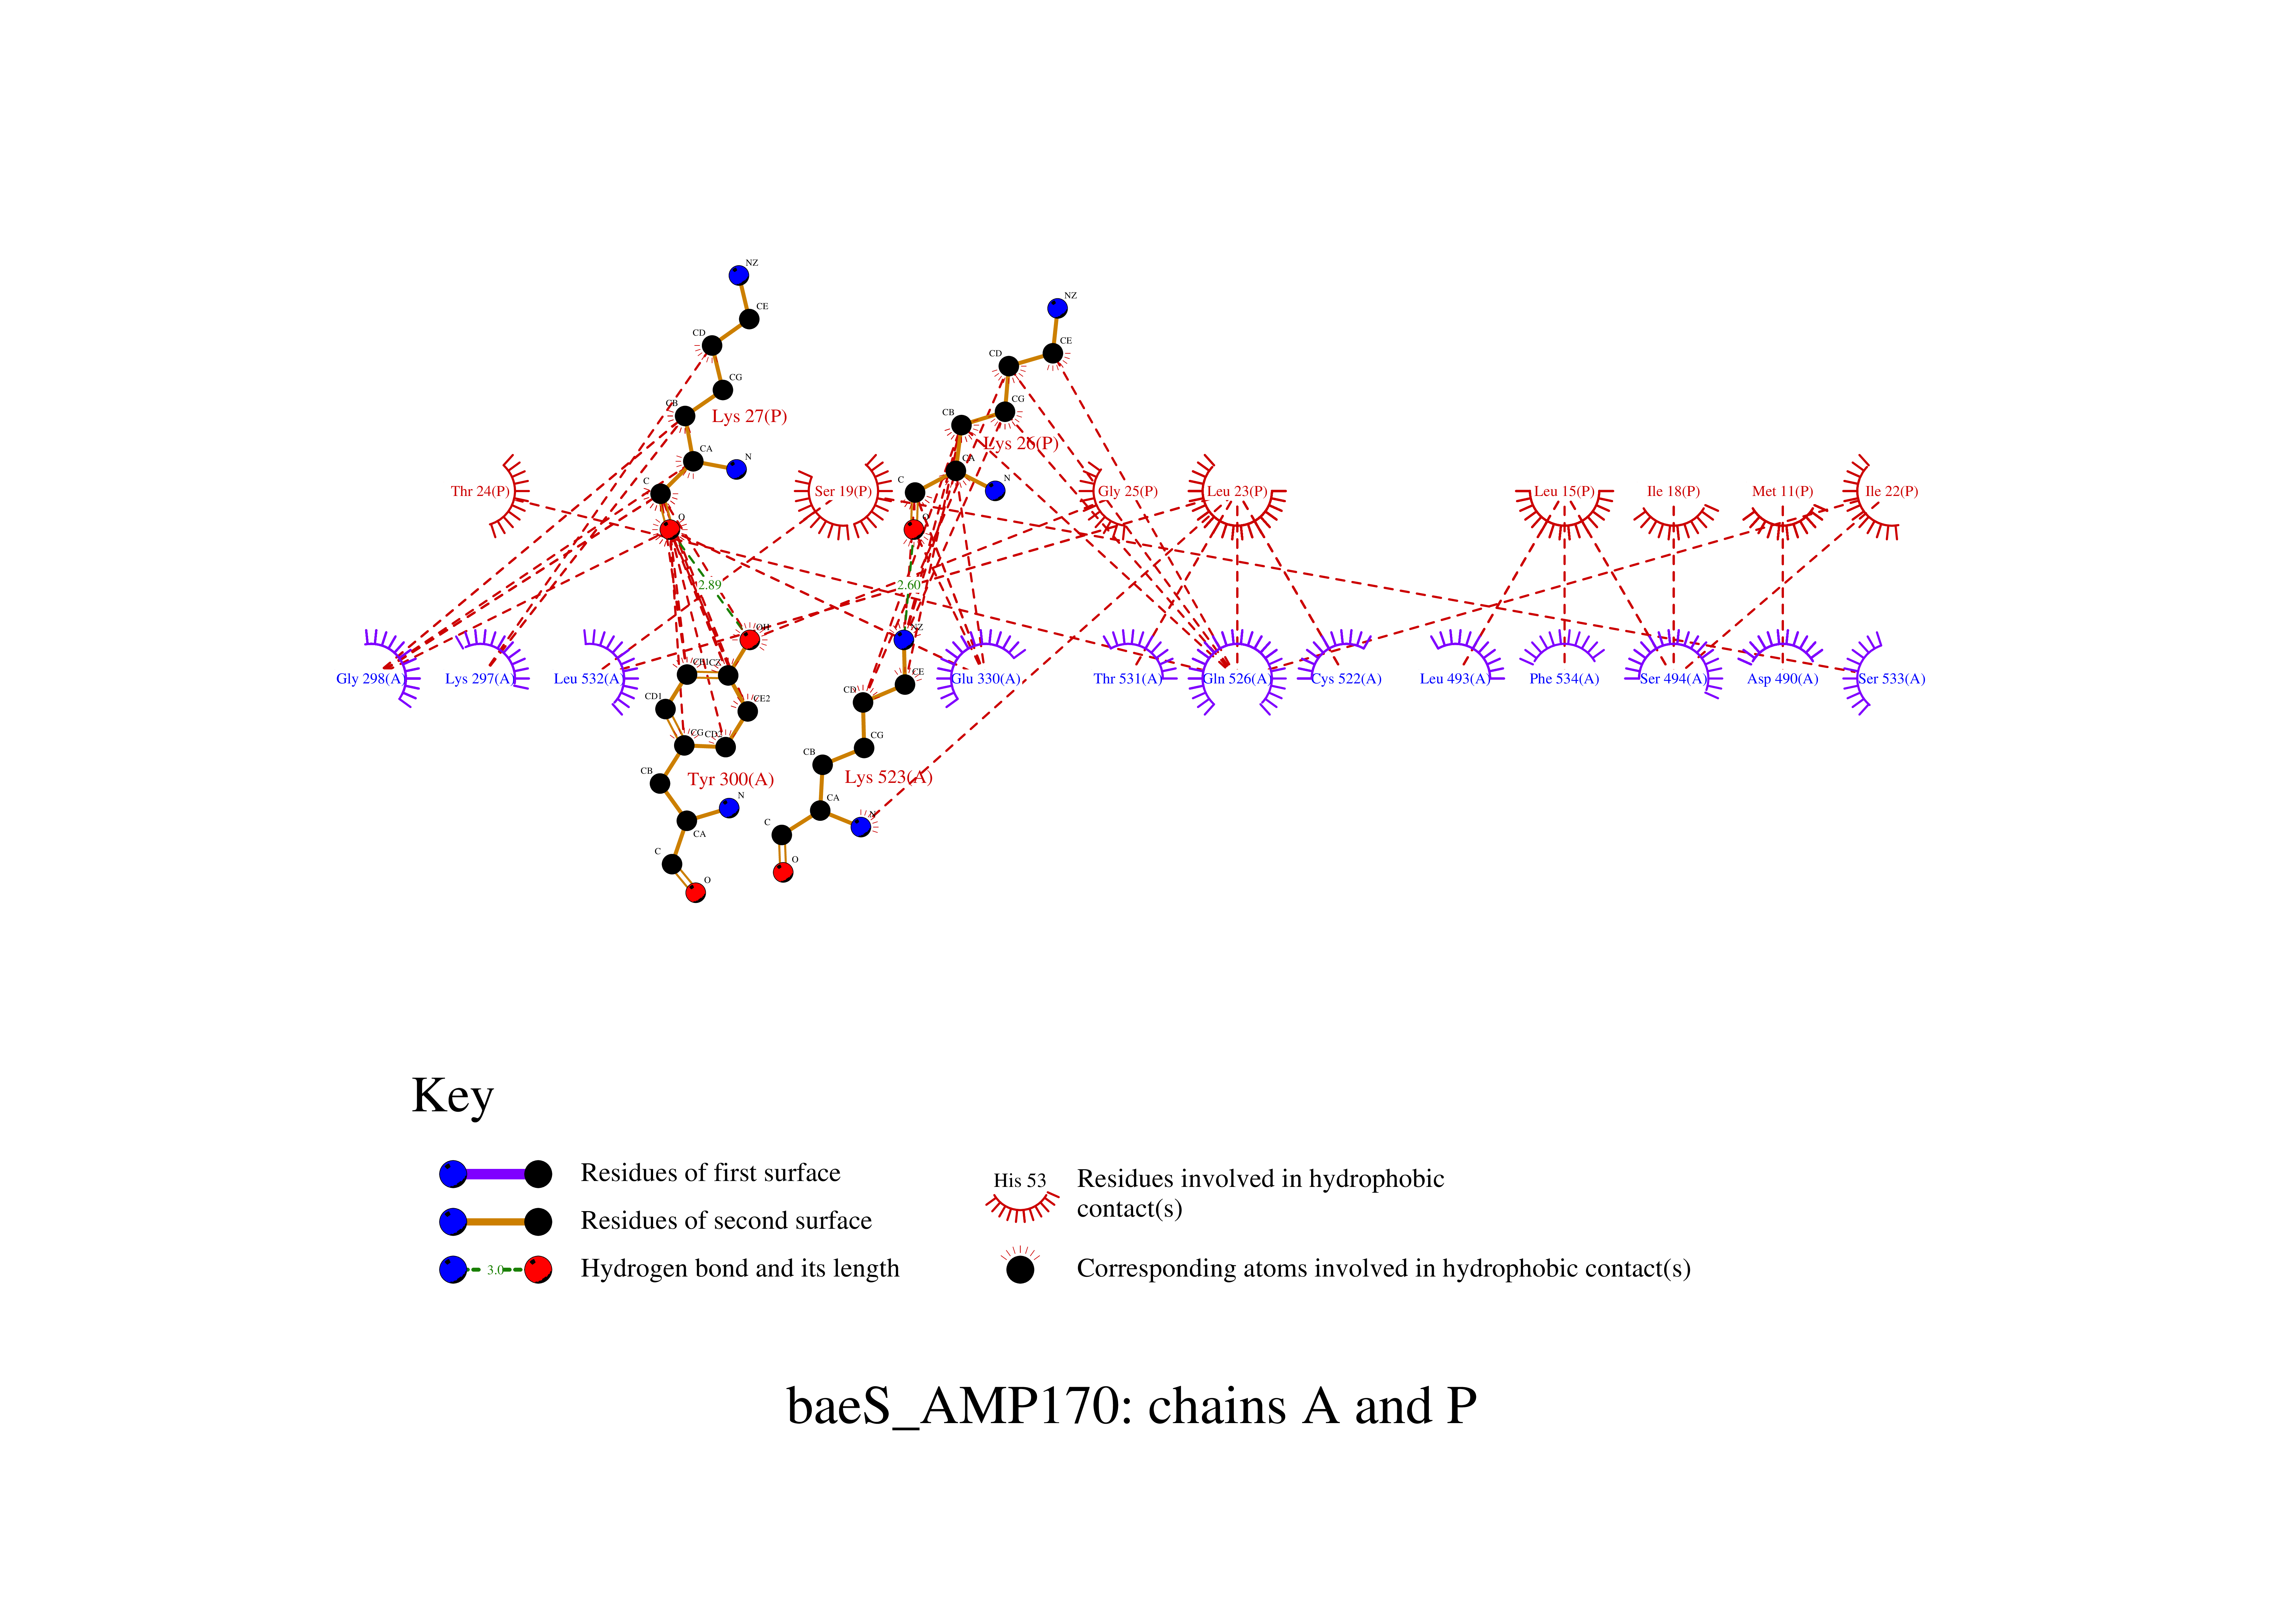 NZ
NZ
CE
CD
CE
CD
CG
CG
CB
Lys 27(P)
CB
Lys 26(P)
CA
N
CA
N
C
C
Thr 24(P) Ser 19(P) Gly 25(P) Leu 23(P) Leu 15(P) Ile 18(P) Met 11(P) Ile 22(P)
O
2.89 2.60
OH
NZ
CZ
CE
Gly 298(A) Lys 297(A) Leu 532(A) Glu 330(A) Thr 531(A) Gln 526(A) Cys 522(A) Leu 493(A) Phe 534(A) Ser 494(A) Asp 490(A) Ser 533(A)
CD1
CE2
CD
CG
CG
CB
CB
Tyr 300(A)
Lys 523(A)
N
CA
CA
N
C
C
O
O
Key
Residues of first surface
Residues of second surface
3.0
Hydrogen bond and its length
His 53
Residues involved in hydrophobic
contact(s)
Corresponding atoms involved in hydrophobic contact(s)
baeS_AMP170: chains A and P